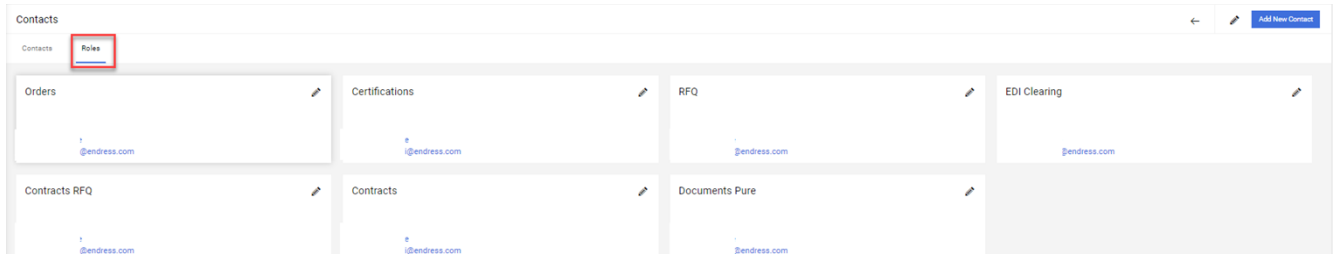 Contacts
Add New Contact
Contacts
Roles
Orders
Certifications
RFQ
EDI Clearing
@endress.com
i@endress.com
@endress.com
@endress.com
Contracts RFQ
Contracts
Documents Pure
@endress.com
i@endress.com
@endress.com